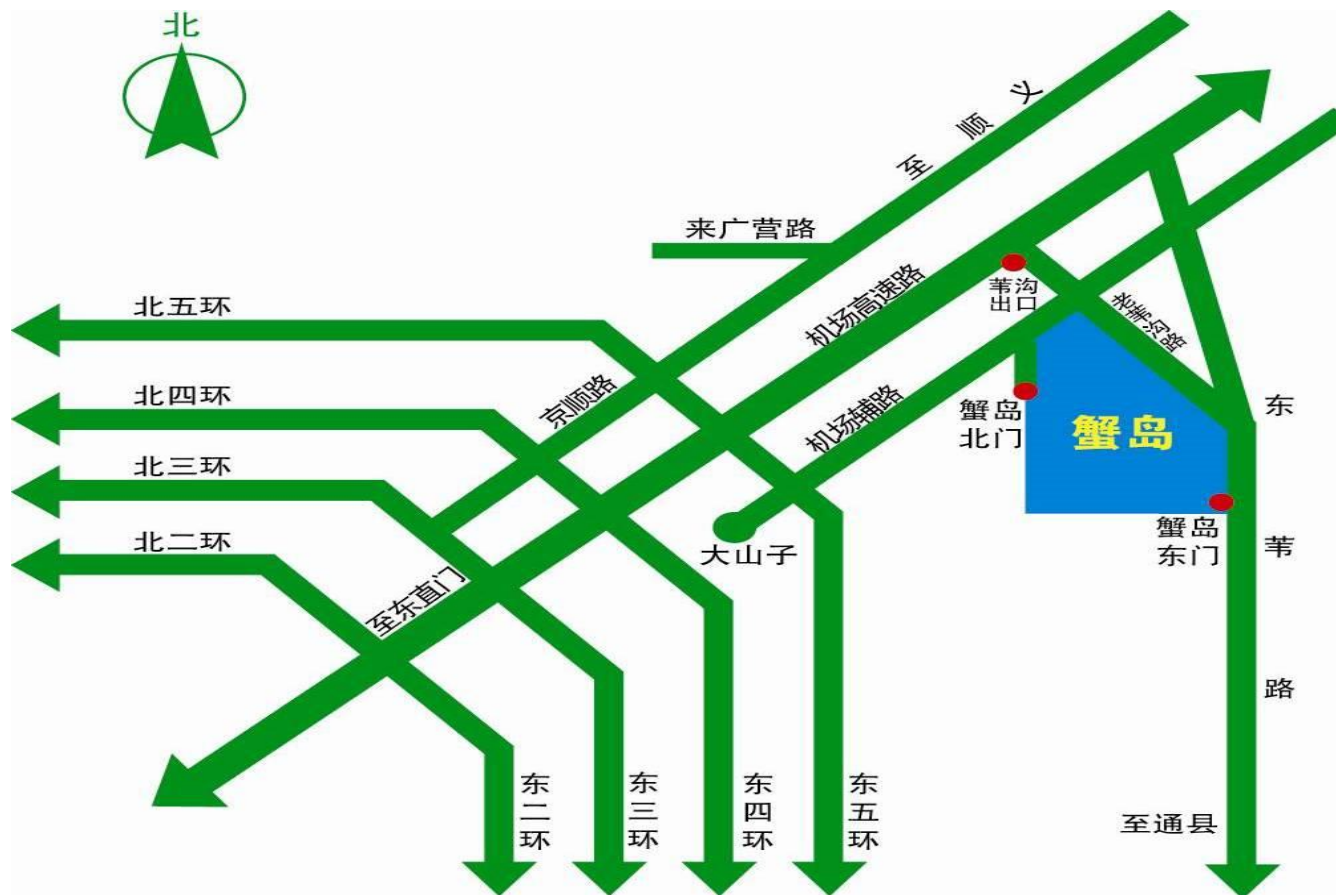 北
至顺义
来广营路
北五环
机场高速路
苇沟
出口
老苇沟路
北四环
京顺路
机场辅路
蟹岛
北门
蟹岛
东苇路
北三环
北二环
大山子
蟹岛
东门
至东直门
东二环
东三环
东四环
东五环
至通县